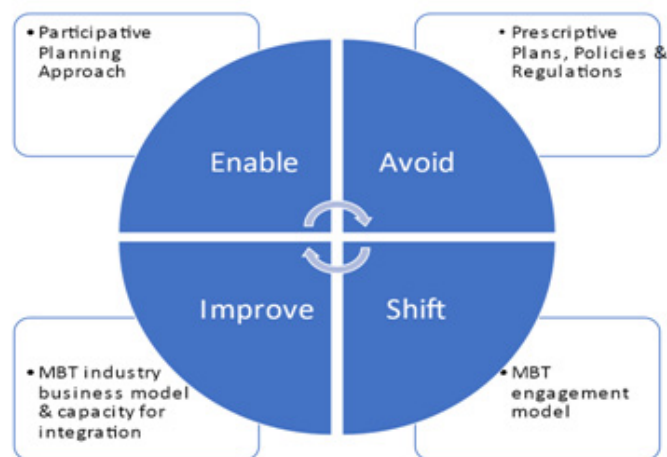 • Participative
Planning
Approach
• Prescriptive
Plans, Policies &
Regulations
Enable
Avoid
Improve
Shift
• MBT industry
business model
& capacity for
integration
• MBT
engagement
model